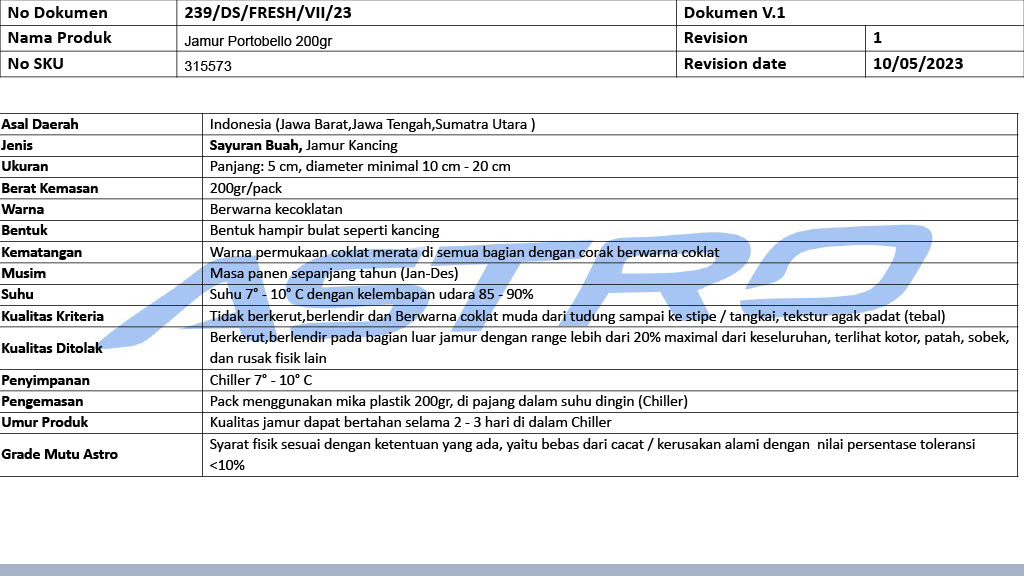 No Dokumen 239/DS/FRESH/VII/23 Dokumen V.1
Nama Produk Jamur Portobello 200gr Revision 1
No SKU 315573 Revision date 10/05/2023
Asal Daerah Indonesia (Jawa Barat,Jawa Tengah,Sumatra Utara )
Jenis Sayuran Buah, Jamur Kancing
Ukuran Panjang: 5 cm, diameter minimal 10 cm - 20 cm
Berat Kemasan 200gr/pack
Warna Berwarna kecoklatan
Bentuk Bentuk hampir bulat seperti kancing
Kematangan Warna permukaan coklat merata di semua bagian dengan corak berwarna coklat
Musim Masa panen sepanjang tahun (Jan-Des)
Suhu Suhu 7° - 10° C dengan kelembapan udara 85 - 90%
Kualitas Kriteria Tidak berkerut,berlendir dan Berwarna coklat muda dari tudung sampai ke stipe / tangkai, tekstur agak padat (tebal)
Kualitas Ditolak Berkerut,berlendir pada bagian luar jamur dengan range lebih dari 20% maximal dari keseluruhan, terlihat kotor, patah, sobek,
dan rusak fisik lain
Penyimpanan Chiller 7° - 10° C
Pengemasan Pack menggunakan mika plastik 200gr, di pajang dalam suhu dingin (Chiller)
Umur Produk Kualitas jamur dapat bertahan selama 2 - 3 hari di dalam Chiller
Grade Mutu Astro Syarat fisik sesuai dengan ketentuan yang ada, yaitu bebas dari cacat / kerusakan alami dengan nilai persentase toleransi
<10%
ASTRO